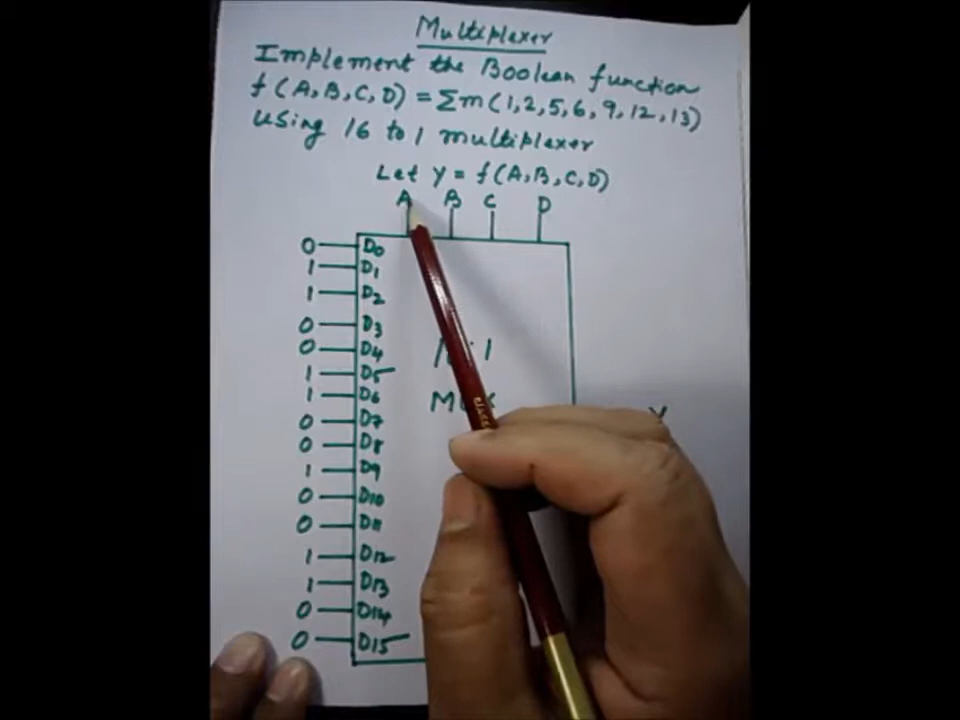 Multiplexer
Implement the Boolean function
f(A,B,C,D) = Σm(1,2,5,6,9,12,13)
using 16 to 1 multiplexer
Let Y = f(A,B,C,D)
A B C D
0 D0
1 D1
1 D2
0 D3
0 D4
1 D5
1 D6
0 D7
0 D8
1 D9
0 D10
0 D11
1 D12
1 D13
0 D14
0 D15
Y